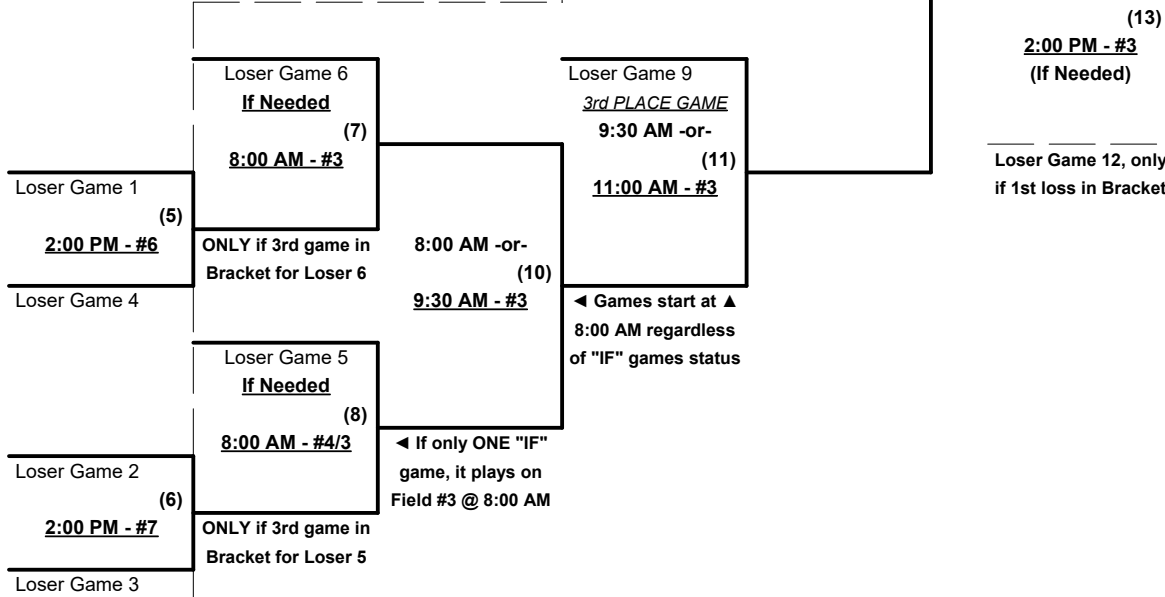 (13)
2:00 PM - #3
(If Needed)
Loser Game 12, only
if 1st loss in Bracket
Loser Game 6
If Needed
(7)
8:00 AM - #3
Loser Game 9
3rd PLACE GAME
9:30 AM -or-
(11)
11:00 AM - #3
Loser Game 1
(5)
2:00 PM - #6
Loser Game 4
ONLY if 3rd game in
Bracket for Loser 6
8:00 AM -or-
(10)
9:30 AM - #3
◄ Games start at ▲
8:00 AM regardless
of "IF" games status
Loser Game 5
If Needed
(8)
8:00 AM - #4/3
◄ If only ONE "IF"
game, it plays on
Field #3 @ 8:00 AM
Loser Game 2
(6)
2:00 PM - #7
Loser Game 3
ONLY if 3rd game in
Bracket for Loser 5